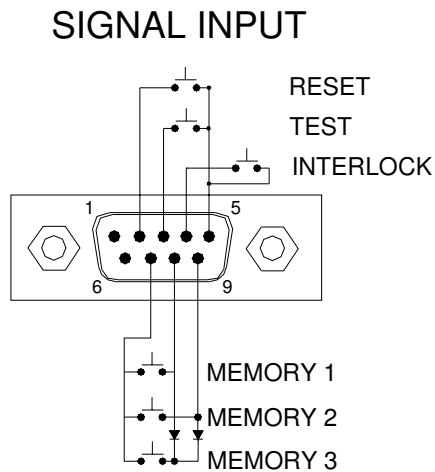 SIGNAL INPUT
RESET
TEST
INTERLOCK
1 5
6 9
MEMORY 1
MEMORY 2
MEMORY 3